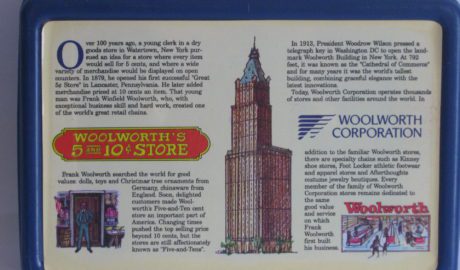 Over 100 years ago, a young clerk in a dry
goods store in Watertown, New York pur-
sued an idea for a store where every item
would sell for 5 cents, and where a wide
variety of merchandise would be displayed on open
counters. In 1879, he opened his first successful "Great
5¢ Store" in Lancaster, Pennsylvania. He later added
merchandise priced at 10 cents an item. That young
man was Frank Winfield Woolworth, who, with
exceptional business skill and hard work, created one
of the world's great retail chains.
WOOLWORTH'S
5 AND 10¢ STORE
Frank Woolworth searched the world for good
values: dolls, toys and Christmas tree ornaments from
Germany, chinaware from
England. Soon, delighted
customers made Wool-
worth's Five-and-Ten cent
store an important part of
America. Changing times
pushed the top selling price
beyond 10 cents, but the
stores are still affectionately
known as "Five-and-Tens".
In 1913, President Woodrow Wilson pressed a
telegraph key in Washington DC to open the land-
mark Woolworth Building in New York. At 792
feet, it was known as the "Cathedral of Commerce"
and for many years it was the world's tallest
building, combining graceful elegance with the
latest innovations.
Today, Woolworth Corporation operates thousands
of stores and other facilities around the world. In
WOOLWORTH
CORPORATION
addition to the familiar Woolworth stores,
there are specialty chains such as Kinney
shoe stores, Foot Locker athletic footwear
and apparel stores and Afterthoughts
costume jewelry boutiques. Every
member of the family of Woolworth
Corporation stores remains dedicated to
the same
good value
and service
on which
Frank
Woolworth
first built
his business.
Woolworth